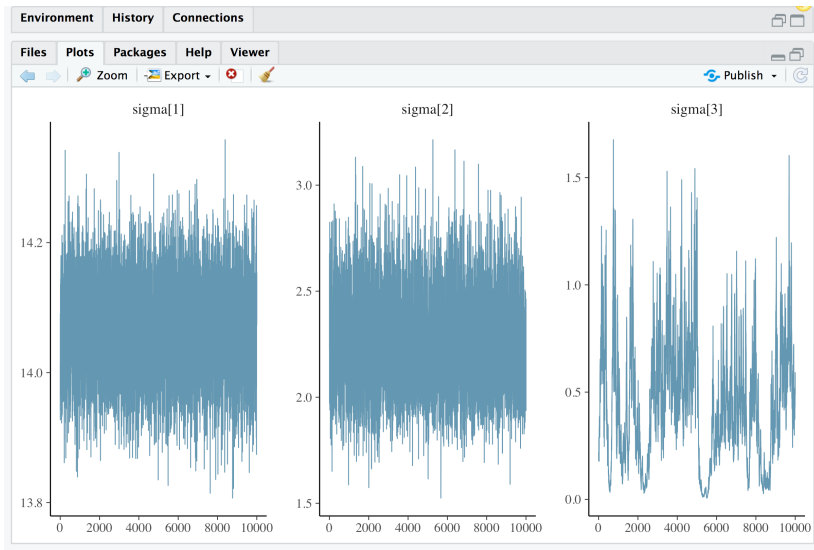 Environment History Connections
Files Plots Packages Help Viewer
Zoom Export Publish
sigma[1] sigma[2] sigma[3]
14.2
14.0
13.8
0 2000 4000 6000 8000 10000
3.0
2.5
2.0
1.5
0 2000 4000 6000 8000 10000
1.5
1.0
0.5
0.0
0 2000 4000 6000 8000 10000